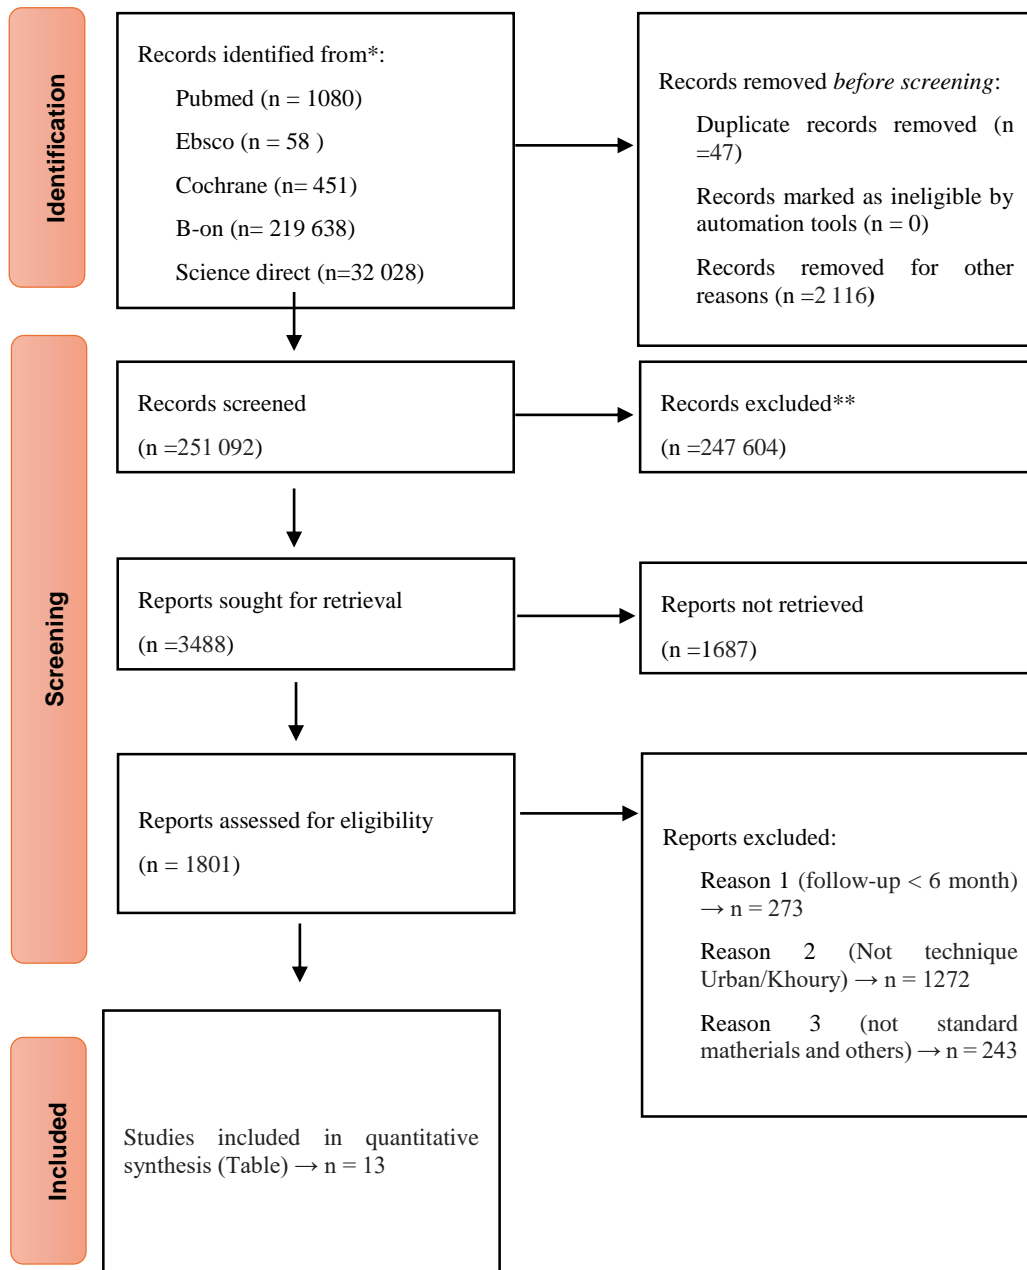 Identification
Records identified from*:
Pubmed (n = 1080)
Ebsco (n = 58 )
Cochrane (n= 451)
B-on (n= 219 638)
Science direct (n=32 028)
Records removed before screening:
Duplicate records removed (n
=47)
Records marked as ineligible by
automation tools (n = 0)
Records removed for other
reasons (n =2 116)
Screening
Records screened
(n =251 092)
Records excluded**
(n =247 604)
Reports sought for retrieval
(n =3488)
Reports not retrieved
(n =1687)
Reports assessed for eligibility
(n = 1801)
Reports excluded:
Reason 1 (follow-up < 6 month)
→ n = 273
Reason 2 (Not technique
Urban/Khoury) → n = 1272
Reason 3 (not standard
matherials and others) → n = 243
Included
Studies included in quantitative
synthesis (Table) → n = 13